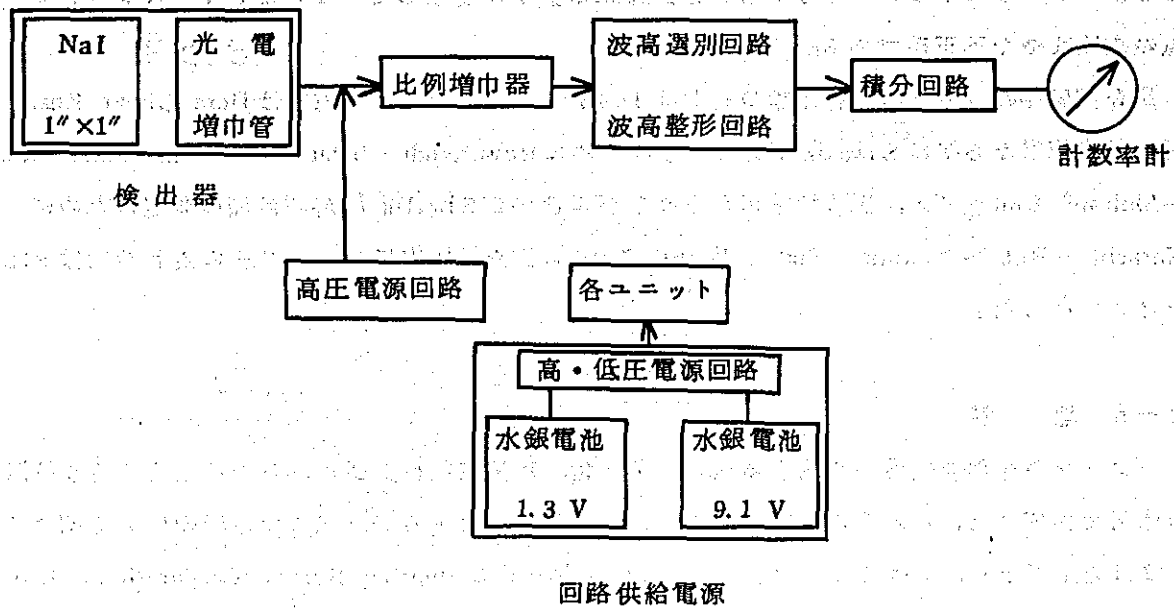 NaI
1″×1″
光電
増巾管
検出器
比例増巾器
波高選別回路
波高整形回路
積分回路
計数率計
高圧電源回路
各ユニット
高・低圧電源回路
水銀電池
1.3 V
水銀電池
9.1 V
回路供給電源